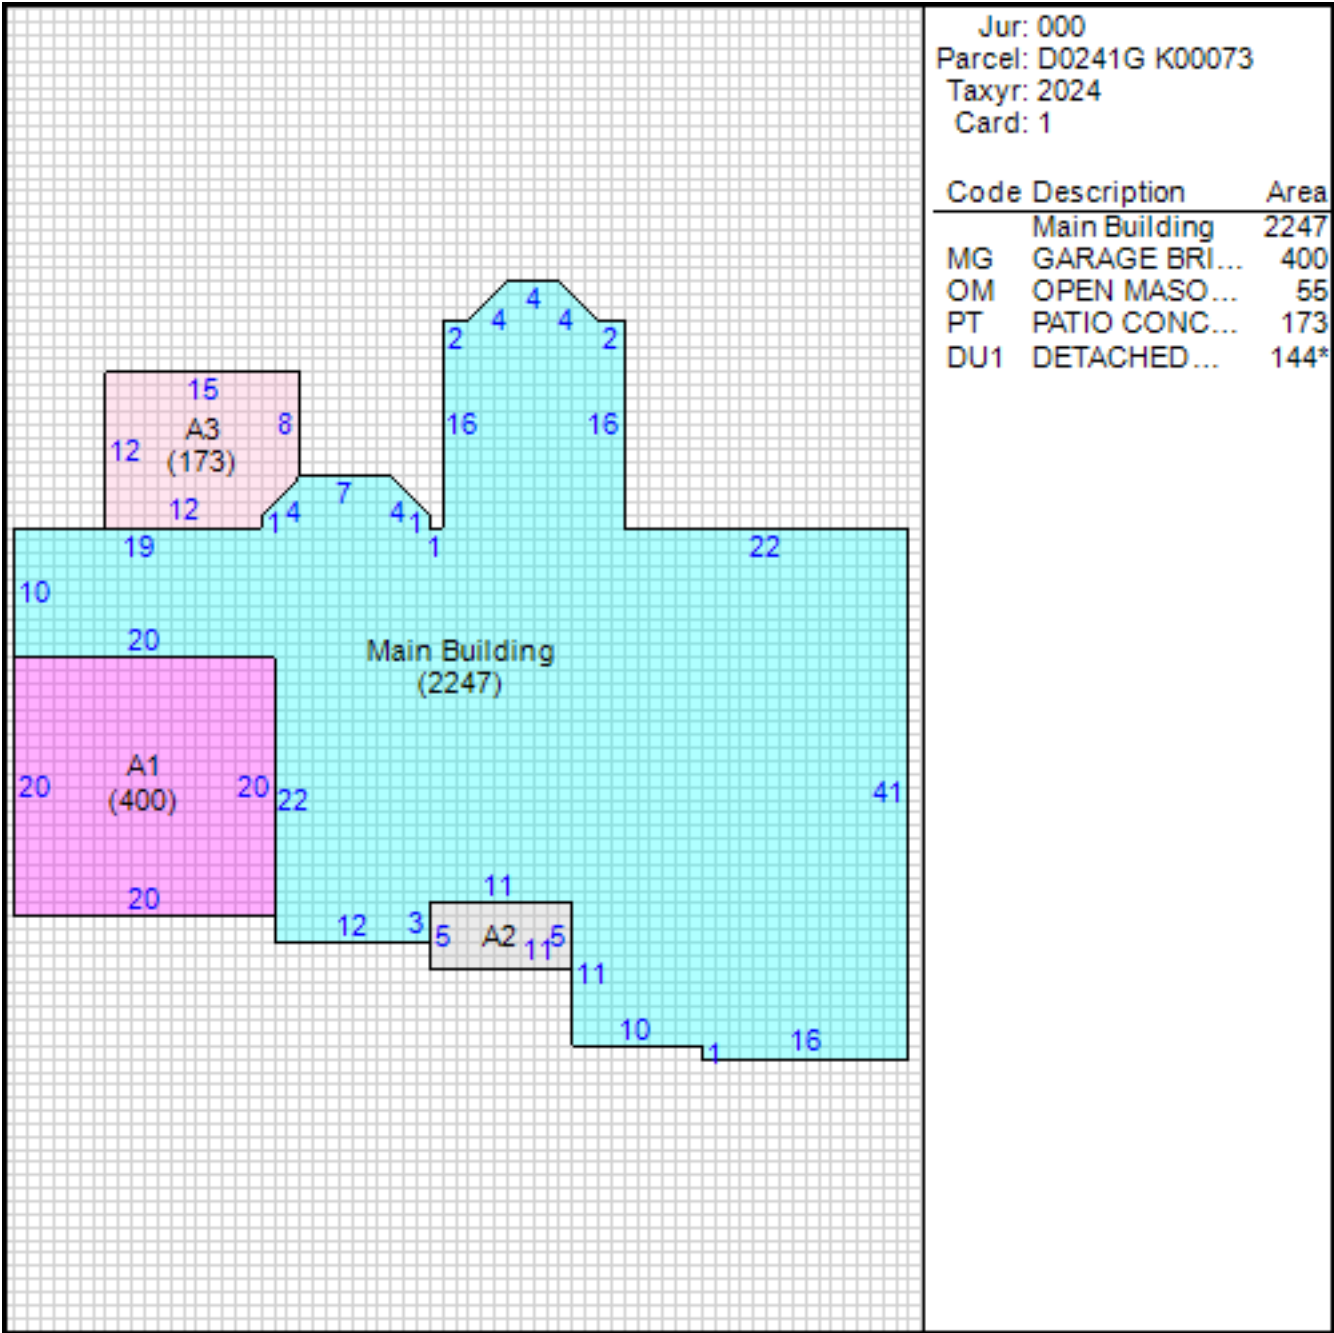 Jur: 000
Parcel: D0241G K00073
Taxyr: 2024
Card: 1
Code Description Area
Main Building 2247
MG GARAGE BRI... 400
OM OPEN MASO... 55
PT PATIO CONC... 173
DU1 DETACHED... 144*
4
4 4
2 2
15
16 16
8
A3
12
(173)
7
12
1 4 4 1
19 1 22
10
20
Main Building
(2247)
A1
20 20 22 41
(400)
11
20
12 3 5 A2 11 5
11
10 1 16